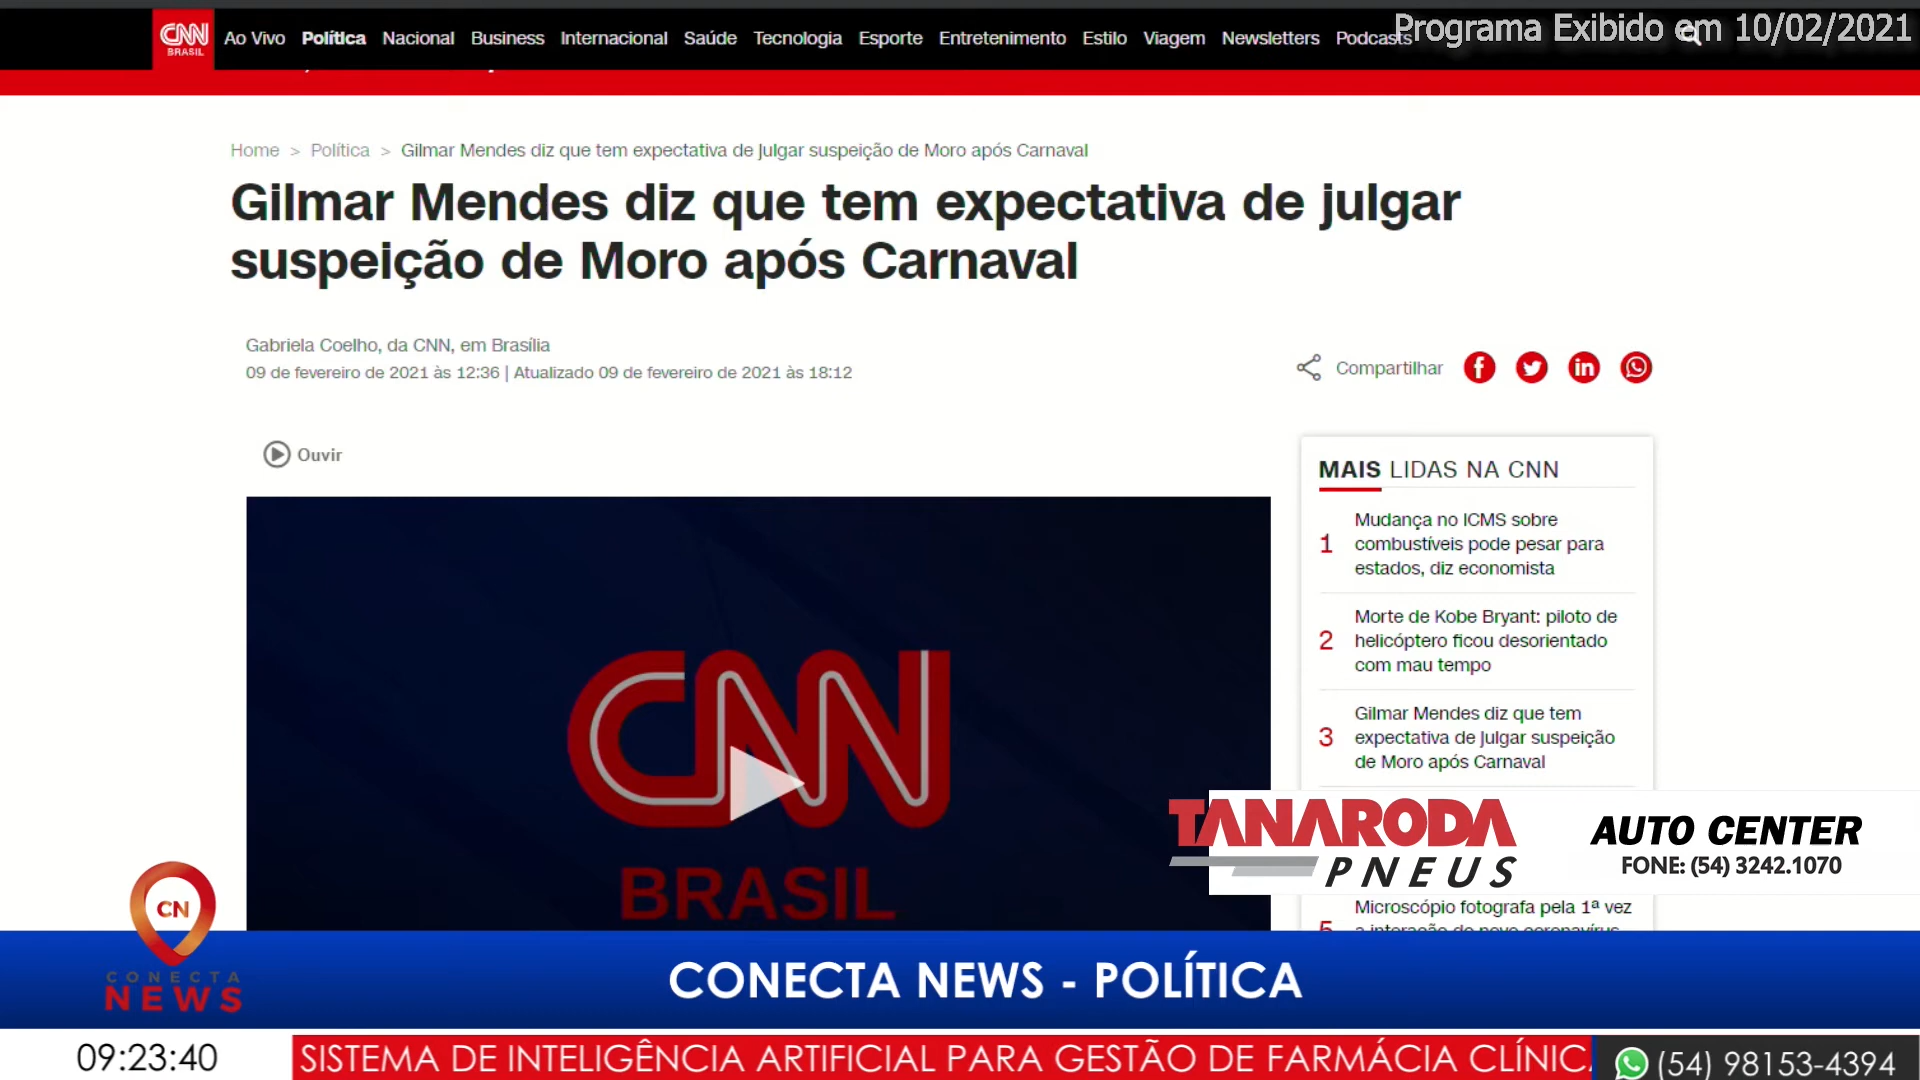 CNN BRASIL Ao Vivo Política Nacional Business Internacional Saúde Tecnologia Esporte Entretenimento Estilo Viagem Newsletters Podcasts
Programa Exibido em 10/02/2021
Home > Política > Gilmar Mendes diz que tem expectativa de julgar suspeição de Moro após Carnaval
Gilmar Mendes diz que tem expectativa de julgar
suspeição de Moro após Carnaval
Gabriela Coelho, da CNN, em Brasília
09 de fevereiro de 2021 às 12:36 | Atualizado 09 de fevereiro de 2021 às 18:12
Compartilhar
Ouvir
CNN
BRASIL
MAIS LIDAS NA CNN
1
Mudança no ICMS sobre
combustíveis pode pesar para
estados, diz economista
2
Morte de Kobe Bryant: piloto de
helicóptero ficou desorientado
com mau tempo
3
Gilmar Mendes diz que tem
expectativa de julgar suspeição
de Moro após Carnaval
TANARODA
PNEUS
AUTO CENTER
FONE: (54) 3242.1070
5
Microscópio fotografa pela 1ª vez
a interação do novo coronavírus
CN
CONECTA
NEWS
CONECTA NEWS - POLÍTICA
09:23:40
SISTEMA DE INTELIGÊNCIA ARTIFICIAL PARA GESTÃO DE FARMÁCIA CLÍNIC
(54) 98153-4394